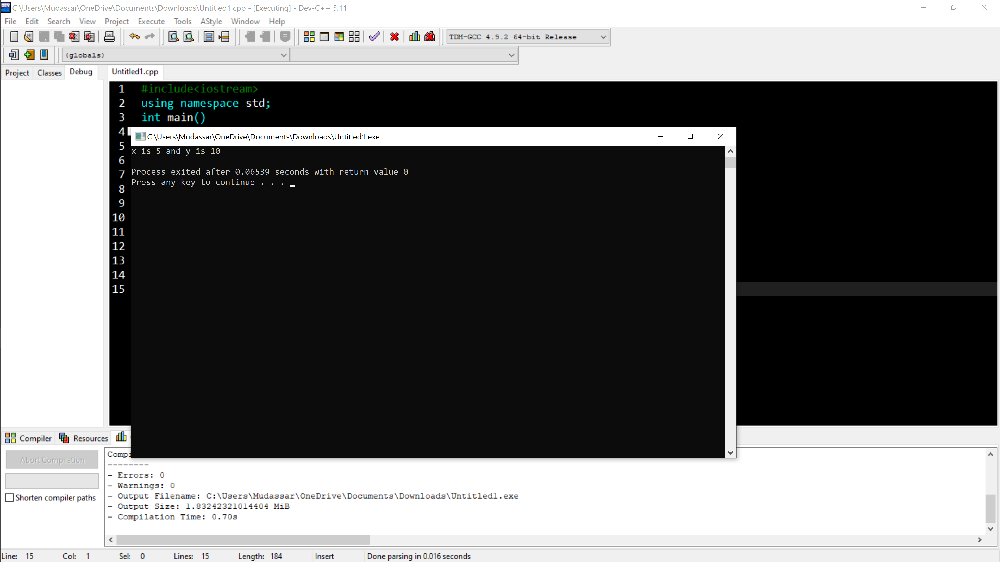 C:\Users\Mudassar\OneDrive\Documents\Downloads\Untitled1.cpp - [Executing] - Dev-C++ 5.11
File Edit Search View Project Execute Tools AStyle Window Help
TDM-GCC 4.9.2 64-bit Release
(globals)
Project Classes Debug Untitled1.cpp
1 #include<iostream>
2 using namespace std;
3 int main()
4
C:\Users\Mudassar\OneDrive\Documents\Downloads\Untitled1.exe
5
x is 5 and y is 10
6
--------------------------------
7
Process exited after 0.06539 seconds with return value 0
Press any key to continue . . .
8
9
10
11
12
13
14
15
Compiler Resources
Abort Compilation
Shorten compiler paths
Compi
--------
- Errors: 0
- Warnings: 0
- Output Filename: C:\Users\Mudassar\OneDrive\Documents\Downloads\Untitled1.exe
- Output Size: 1.83242321014404 MiB
- Compilation Time: 0.70s
Line: 15 Col: 1 Sel: 0 Lines: 15 Length: 184 Insert Done parsing in 0.016 seconds